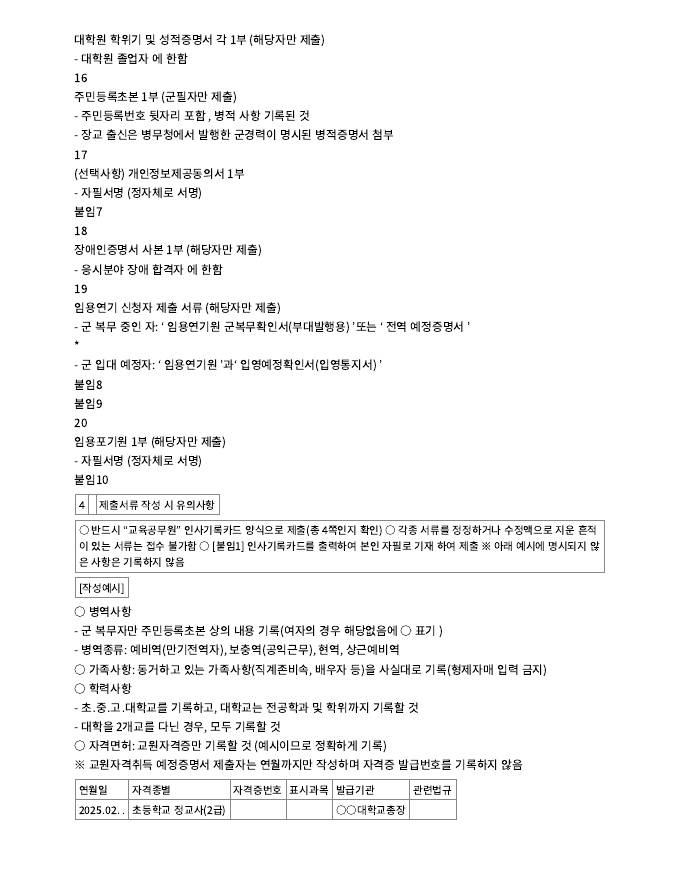 대학원 학위기 및 성적증명서 각 1부 (해당자만 제출)
- 대학원 졸업자 에 한함
16
주민등록초본 1부 (군필자만 제출)
- 주민등록번호 뒷자리 포함 , 병적 사항 기록된 것
- 장교 출신은 병무청에서 발행한 군경력이 명시된 병적증명서 첨부
17
(선택사항) 개인정보제공동의서 1부
- 자필서명 (정자체로 서명)
붙임7
18
장애인증명서 사본 1부 (해당자만 제출)
- 응시분야 장애 합격자 에 한함
19
임용연기 신청자 제출 서류 (해당자만 제출)
- 군 복무 중인 자: ‘ 임용연기원 군복무확인서(부대발행용) ’또는 ‘ 전역 예정증명서 ’
*
- 군 입대 예정자: ‘ 임용연기원 ’과‘ 입영예정확인서(입영통지서) ’
붙임8
붙임9
20
임용포기원 1부 (해당자만 제출)
- 자필서명 (정자체로 서명)
붙임10
4 제출서류 작성 시 유의사항
○ 반드시 “교육공무원” 인사기록카드 양식으로 제출(총 4쪽인지 확인) ○ 각종 서류를 정정하거나 수정액으로 지운 흔적
이 있는 서류는 접수 불가함 ○ [붙임1] 인사기록카드를 출력하여 본인 자필로 기재 하여 제출 ※ 아래 예시에 명시되지 않
은 사항은 기록하지 않음
[작성예시]
○ 병역사항
- 군 복무자만 주민등록초본 상의 내용 기록(여자의 경우 해당없음에 ○ 표기 )
- 병역종류: 예비역(만기전역자), 보충역(공익근무), 현역, 상근예비역
○ 가족사항: 동거하고 있는 가족사항(직계존비속, 배우자 등)을 사실대로 기록(형제자매 입력 금지)
○ 학력사항
- 초.중.고 .대학교를 기록하고, 대학교는 전공학과 및 학위까지 기록할 것
- 대학을 2개교를 다닌 경우, 모두 기록할 것
○ 자격면허: 교원자격증만 기록할 것 (예시이므로 정확하게 기록)
※ 교원자격취득 예정증명서 제출자는 연월까지만 작성하며 자격증 발급번호를 기록하지 않음
연월일 자격종별 자격증번호 표시과목 발급기관 관련법규
2025.02. . 초등학교 정교사(2급) ○○대학교총장